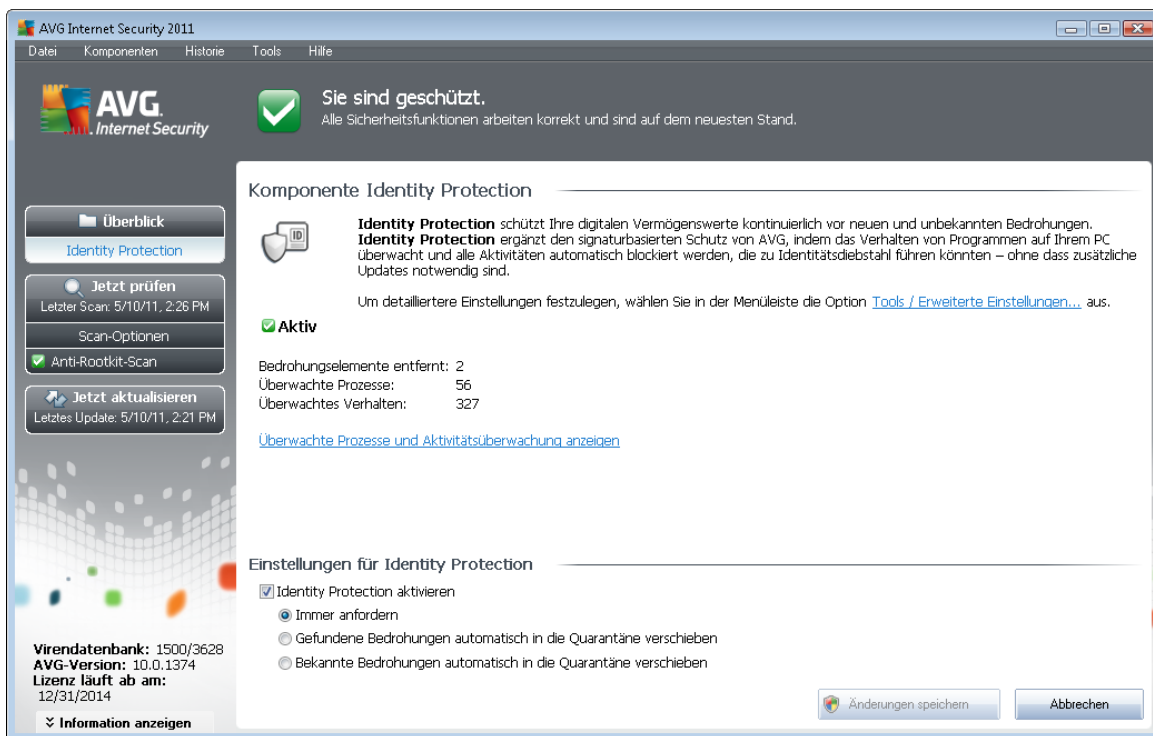 AVG Internet Security 2011
Datei Komponenten Historie Tools Hilfe
AVG.
Internet Security
Sie sind geschützt.
Alle Sicherheitsfunktionen arbeiten korrekt und sind auf dem neuesten Stand.
Überblick
Identity Protection
Jetzt prüfen
Letzter Scan: 5/10/11, 2:26 PM
Scan-Optionen
Anti-Rootkit-Scan
Jetzt aktualisieren
Letztes Update: 5/10/11, 2:21 PM
Virendatenbank: 1500/3628
AVG-Version: 10.0.1374
Lizenz läuft ab am:
12/31/2014
Information anzeigen
Komponente Identity Protection
ID
Identity Protection schützt Ihre digitalen Vermögenswerte kontinuierlich vor neuen und unbekannten Bedrohungen.
Identity Protection ergänzt den signaturbasierten Schutz von AVG, indem das Verhalten von Programmen auf Ihrem PC
überwacht und alle Aktivitäten automatisch blockiert werden, die zu Identitätsdiebstahl führen könnten – ohne dass zusätzliche
Updates notwendig sind.
Um detailliertere Einstellungen festzulegen, wählen Sie in der Menüleiste die Option Tools / Erweiterte Einstellungen... aus.
Aktiv
Bedrohungselemente entfernt: 2
Überwachte Prozesse: 56
Überwachtes Verhalten: 327
Überwachte Prozesse und Aktivitätsüberwachung anzeigen
Einstellungen für Identity Protection
Identity Protection aktivieren
Immer anfordern
Gefundene Bedrohungen automatisch in die Quarantäne verschieben
Bekannte Bedrohungen automatisch in die Quarantäne verschieben
Änderungen speichern
Abbrechen